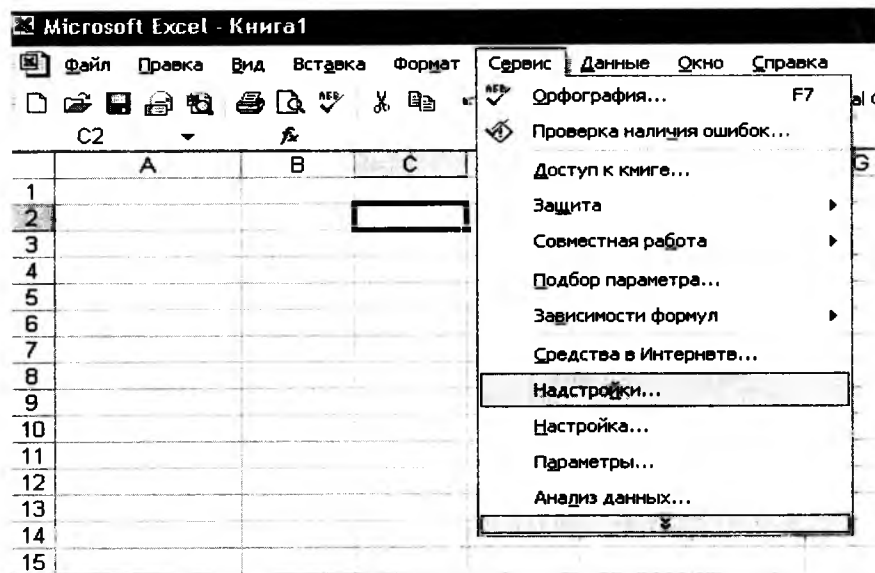 Microsoft Excel - Книга1
Файл Правка Вид Вставка Формат Сервис Данные Окно Справка
Орфография... F7
C2 fx Проверка наличия ошибок...
A B C G
Доступ к книге...
1
Защита
2
3
Совместная работа
4
Подбор параметра...
5
6
Зависимости формул
7
Средства в Интернете...
8
Надстройки...
9
10
Настройка...
11
Параметры...
12
Анализ данных...
13
14
15